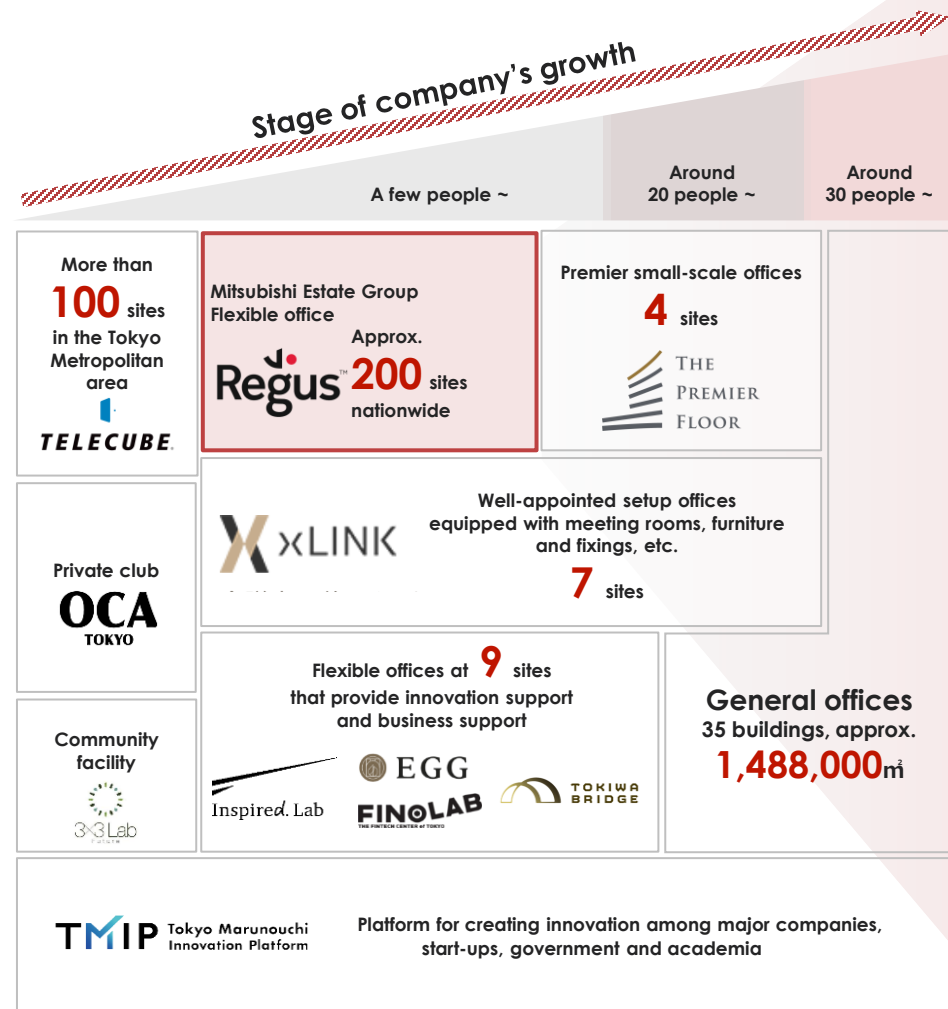 Stage of company's growth
A few people ~
Around
20 people ~
Around
30 people ~
More than
100 sites
in the Tokyo
Metropolitan
area
TELECUBE
Mitsubishi Estate Group
Flexible office
Regus™
Approx.
200 sites
nationwide
Premier small-scale offices
4 sites
THE
PREMIER
FLOOR
xLINK
Well-appointed setup offices
equipped with meeting rooms, furniture
and fixings, etc.
7 sites
Private club
OCA
TOKYO
Flexible offices at 9 sites
that provide innovation support
and business support
Inspired.Lab
EGG
FINOLAB
THE FINTECH CENTER of TOKYO
TOKIWA
BRIDGE
General offices
35 buildings, approx.
1,488,000㎡
Community
facility
3×3 Lab
Future
TMIP Tokyo Marunouchi
Innovation Platform
Platform for creating innovation among major companies,
start-ups, government and academia